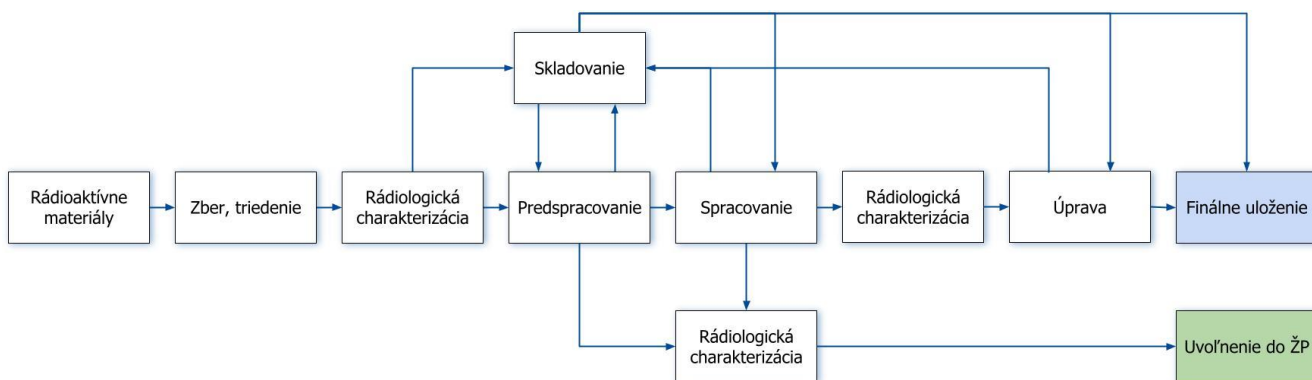 Skladovanie
Rádioaktívne
materiály
Zber, triedenie
Rádiologická
charakterizácia
Predspracovanie
Spracovanie
Rádiologická
charakterizácia
Úprava
Finálne uloženie
Rádiologická
charakterizácia
Uvoľnenie do ŽP